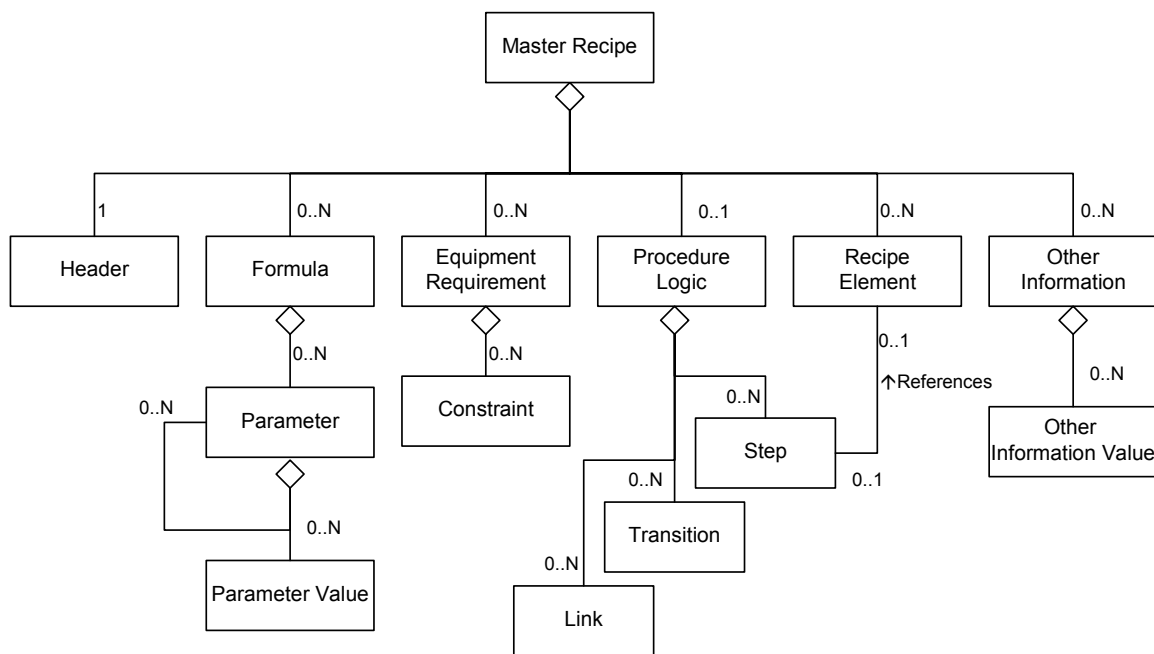 Master Recipe
1
0..N
0..N
0..1
0..N
0..N
Header
Formula
Equipment
Requirement
Procedure
Logic
Recipe
Element
Other
Information
0..N
0..N
0..1
↑References
0..N
0..N
Parameter
Constraint
0..N
Step
Other
Information Value
0..N
0..1
0..N
Transition
0..N
Parameter Value
Link